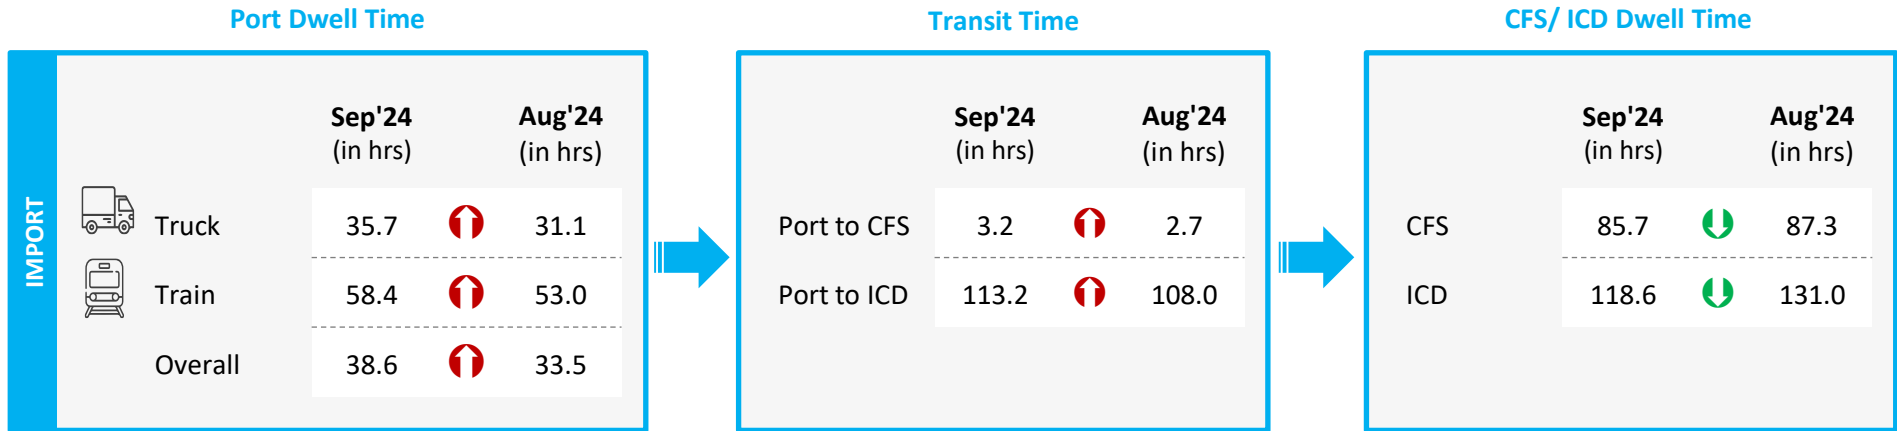 Port Dwell Time
Transit Time
CFS/ ICD Dwell Time
IMPORT
Sep'24 Aug'24
(in hrs) (in hrs)
Truck 35.7 31.1
Train 58.4 53.0
Overall 38.6 33.5
Sep'24 Aug'24
(in hrs) (in hrs)
Port to CFS 3.2 2.7
Port to ICD 113.2 108.0
Sep'24 Aug'24
(in hrs) (in hrs)
CFS 85.7 87.3
ICD 118.6 131.0